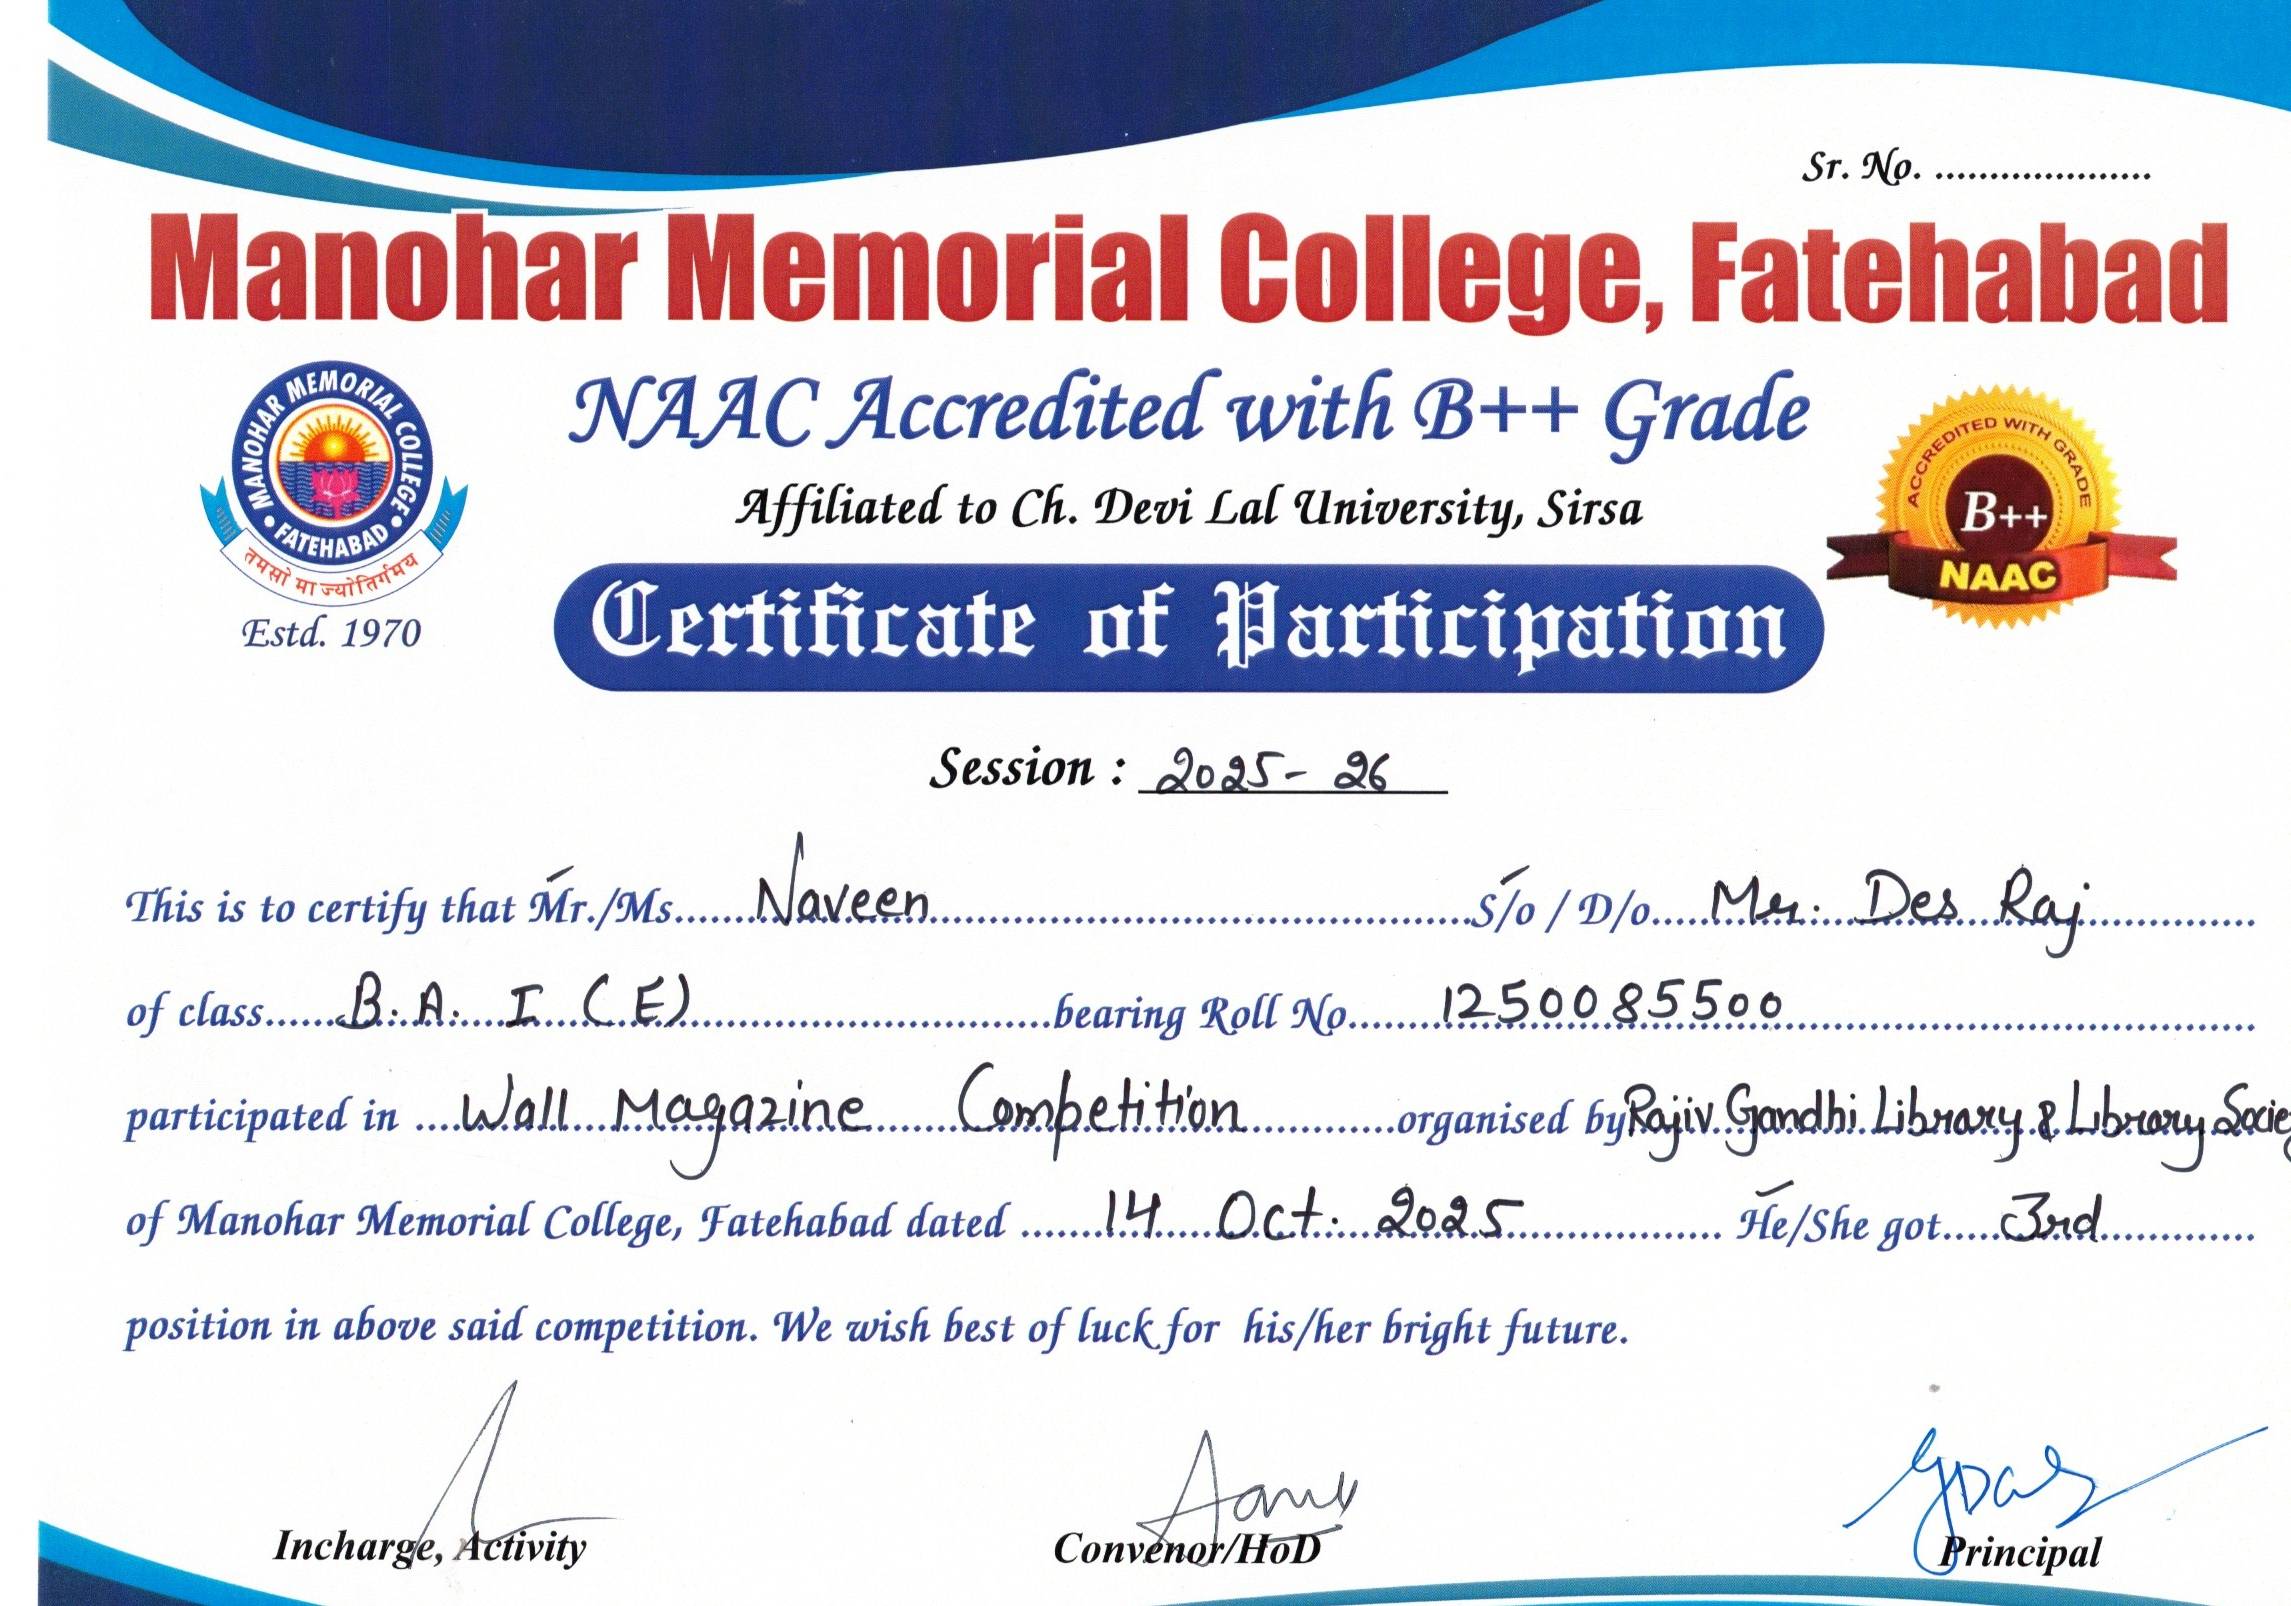 Sr. No. ....................
Manohar Memorial College, Fatehabad
MANOHAR MEMORIAL COLLEGE • FATEHABAD •
तमसो मा ज्योतिर्गमय
Estd. 1970
NAAC Accredited with B++ Grade
Affiliated to Ch. Devi Lal University, Sirsa
ACCREDITED WITH GRADE
B++
NAAC
Certificate of Participation
Session : 2025-26
This is to certify that Mr./Ms. Naveen S/o / D/o Mr. Des Raj
of class B.A. I (E) bearing Roll No. 1250085500
participated in Wall Magazine Competition organised by Rajiv Gandhi Library & Library Socie
of Manohar Memorial College, Fatehabad dated 14 Oct. 2025 He/She got 3rd
position in above said competition. We wish best of luck for his/her bright future.
Incharge, Activity Convenor/HoD Principal